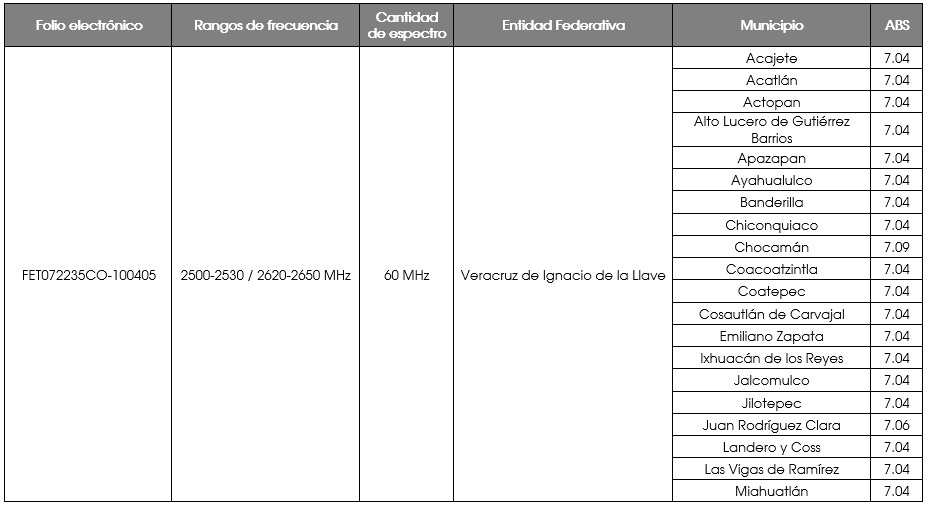 Folio electrónico Rangos de frecuencia Cantidad de espectro Entidad Federativa Municipio ABS
FET072235CO-100405 2500-2530 / 2620-2650 MHz 60 MHz Veracruz de Ignacio de la Llave
Acajete 7.04
Acatlán 7.04
Actopan 7.04
Alto Lucero de Gutiérrez
Barrios 7.04
Apazapan 7.04
Ayahualulco 7.04
Banderilla 7.04
Chiconquiaco 7.04
Chocamán 7.09
Coacoatzintla 7.04
Coatepec 7.04
Cosautlán de Carvajal 7.04
Emiliano Zapata 7.04
Ixhuacán de los Reyes 7.04
Jalcomulco 7.04
Jilotepec 7.04
Juan Rodríguez Clara 7.06
Landero y Coss 7.04
Las Vigas de Ramírez 7.04
Miahuatlán 7.04